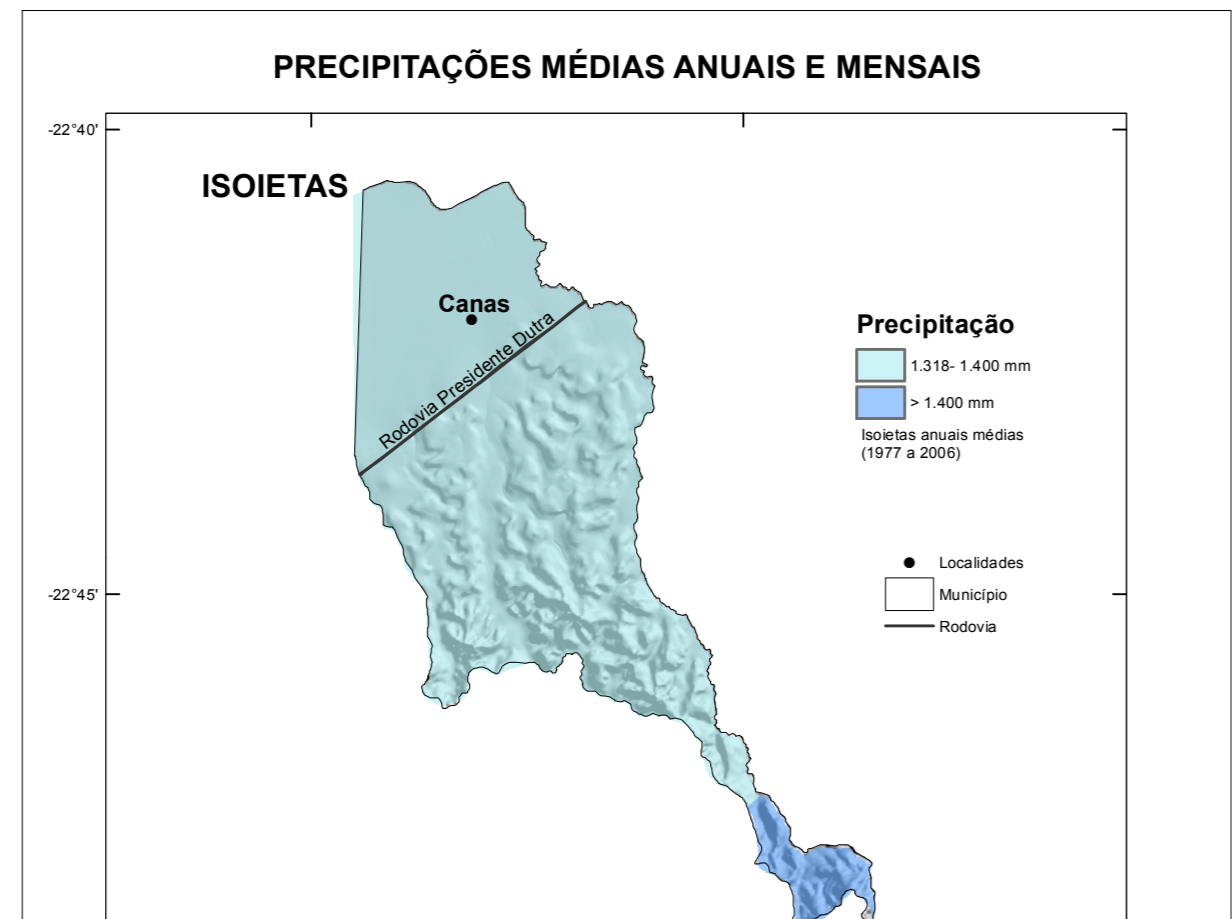 PRECIPITAÇÕES MÉDIAS ANUAIS E MENSAIS
-22°40'
ISOIETAS
Canas
Rodovia Presidente Dutra
Precipitação
1.318- 1.400 mm
> 1.400 mm
Isoietas anuais médias
(1977 a 2006)
-22°45'
Localidades
Município
Rodovia